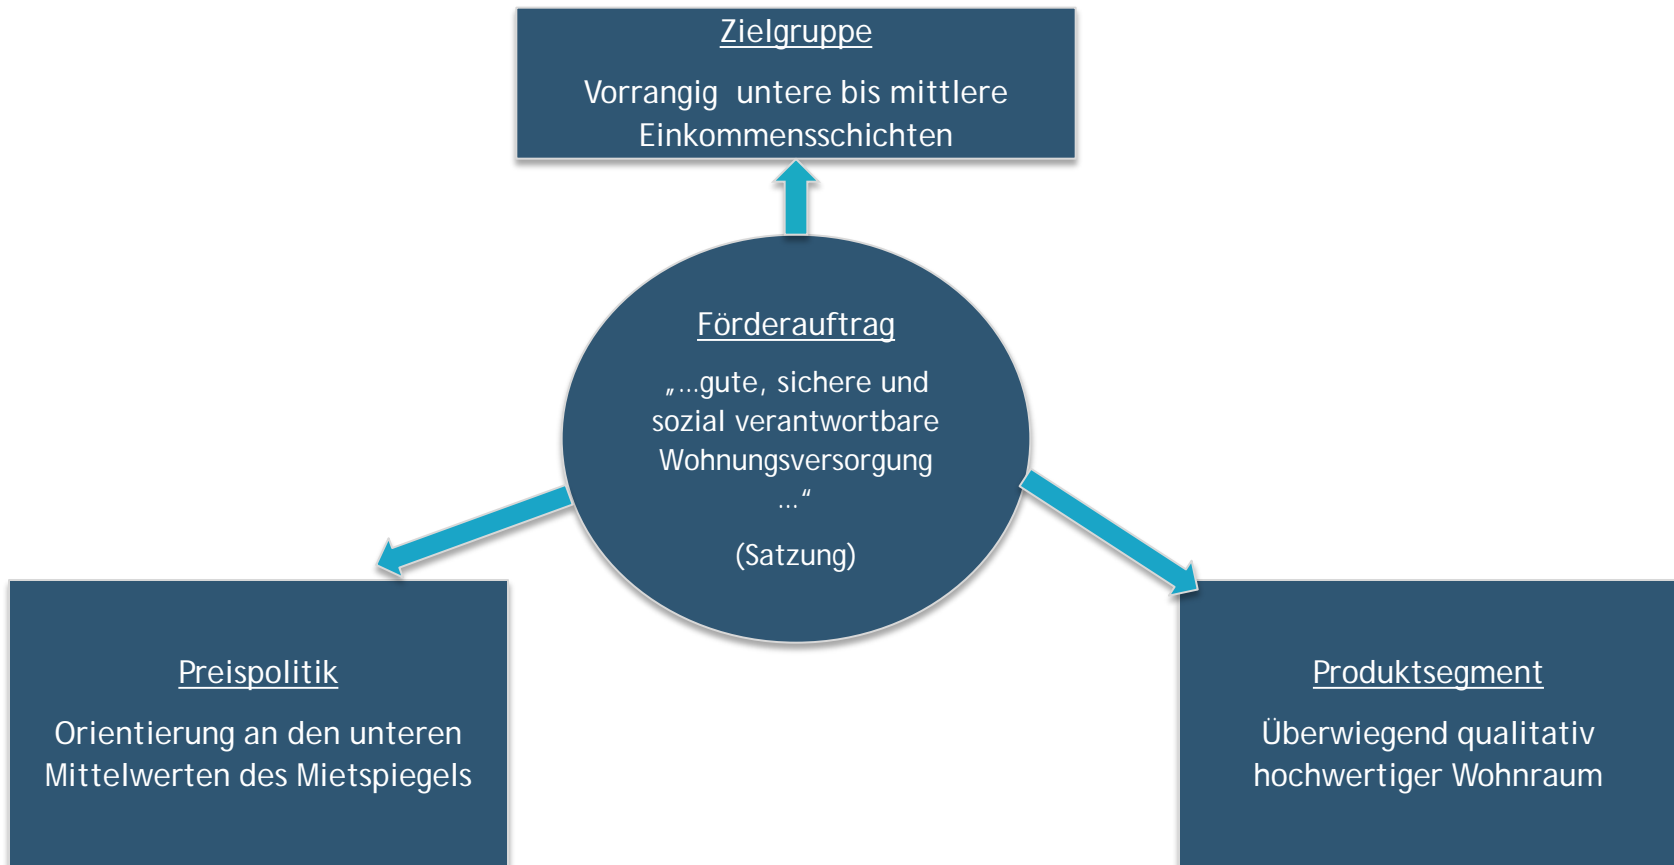 Zielgruppe
Vorrangig untere bis mittlere
Einkommensschichten
Förderauftrag
„...gute, sichere und
sozial verantwortbare
Wohnungsversorgung
...“
(Satzung)
Preispolitik
Orientierung an den unteren
Mittelwerten des Mietspiegels
Produktsegment
Überwiegend qualitativ
hochwertiger Wohnraum